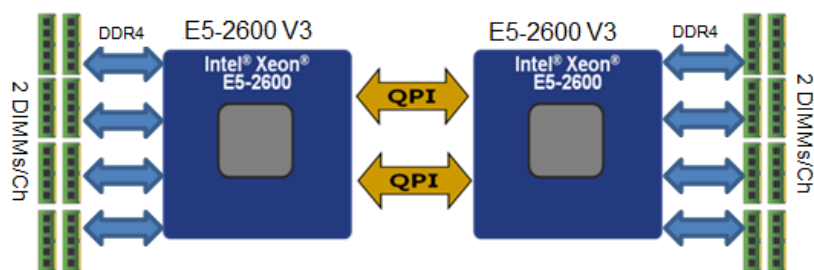 E5-2600 V3
E5-2600 V3
DDR4
DDR4
Intel® Xeon®
E5-2600
Intel® Xeon®
E5-2600
QPI
QPI
2 DIMMs/Ch
2 DIMMs/Ch